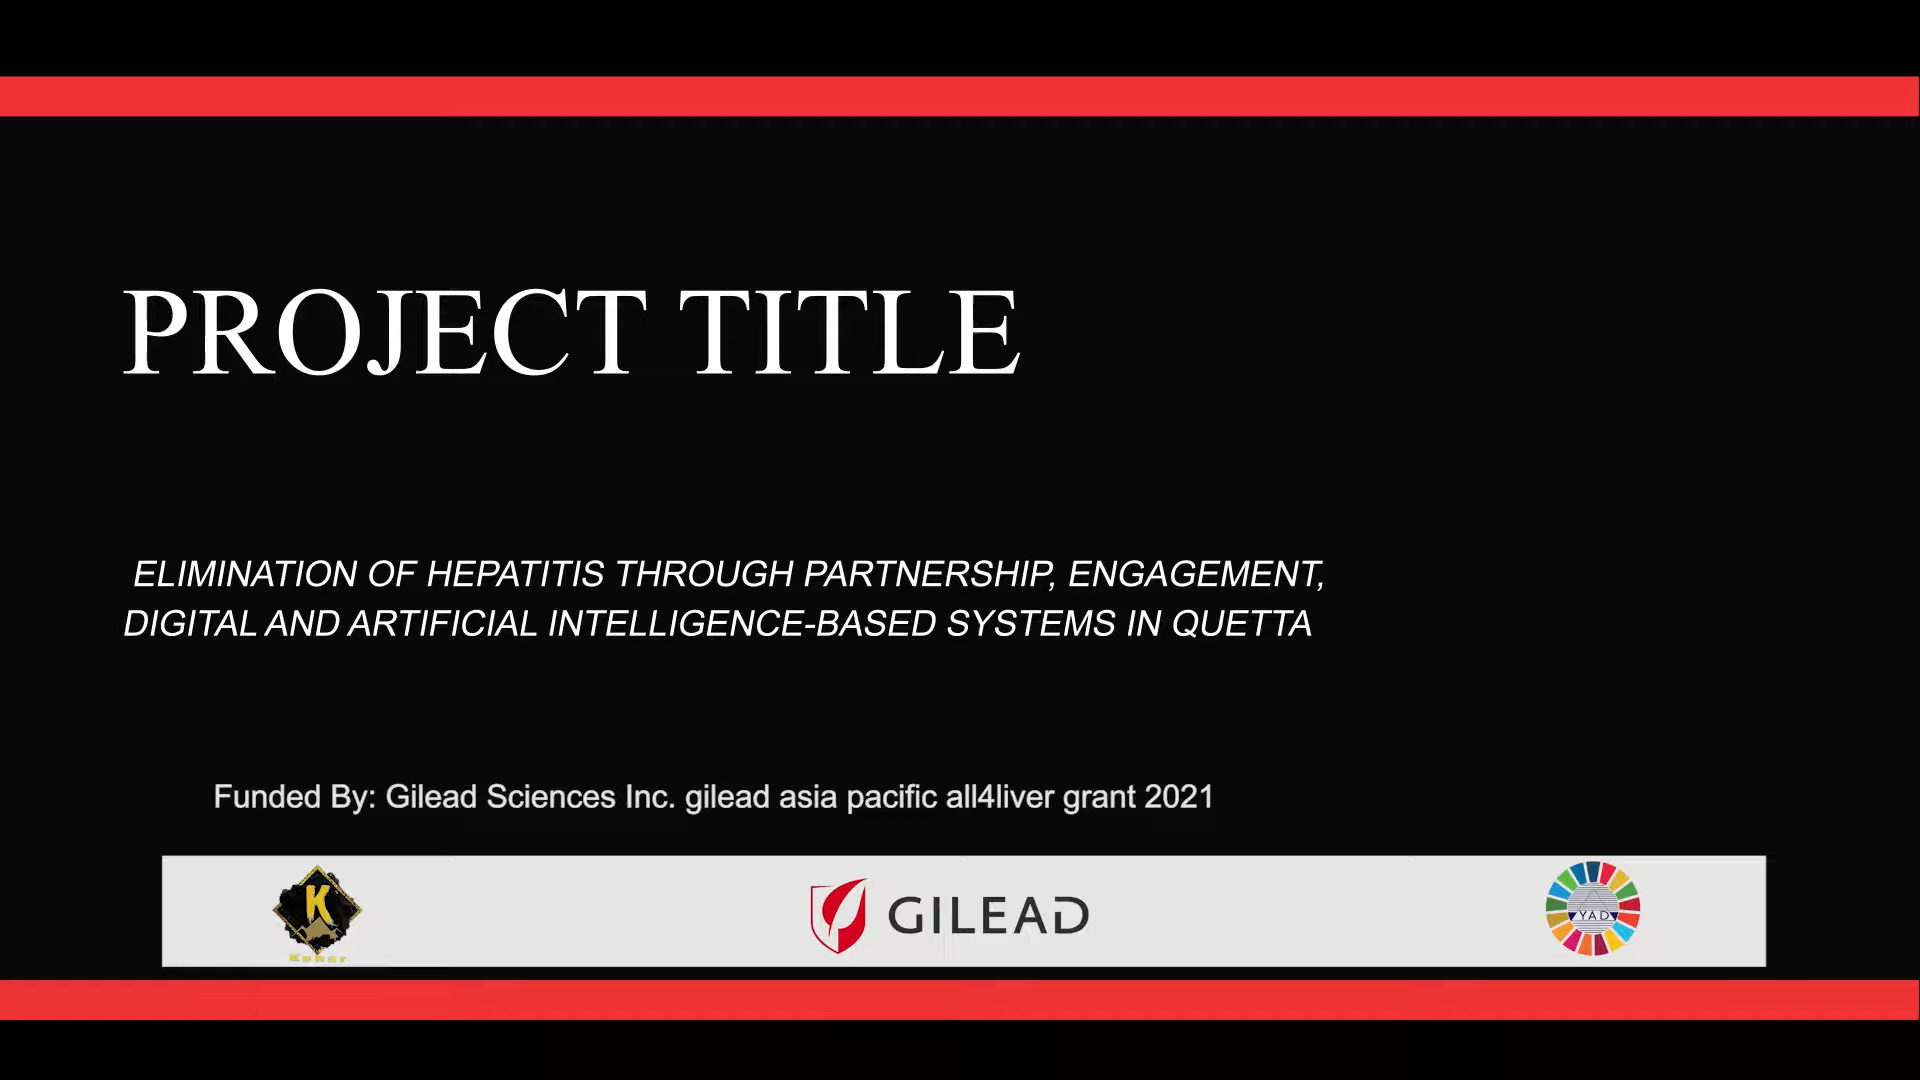 PROJECT TITLE
ELIMINATION OF HEPATITIS THROUGH PARTNERSHIP, ENGAGEMENT,
DIGITAL AND ARTIFICIAL INTELLIGENCE-BASED SYSTEMS IN QUETTA
Funded By: Gilead Sciences Inc. gilead asia pacific all4liver grant 2021
K
GILEAD
YAD